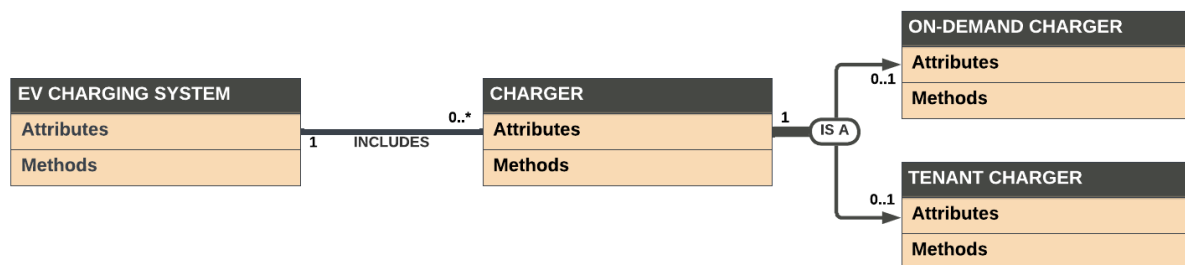 EV CHARGING SYSTEM
Attributes
Methods
1
INCLUDES
0..*
CHARGER
Attributes
Methods
1
IS A
0..1
ON-DEMAND CHARGER
Attributes
Methods
0..1
TENANT CHARGER
Attributes
Methods